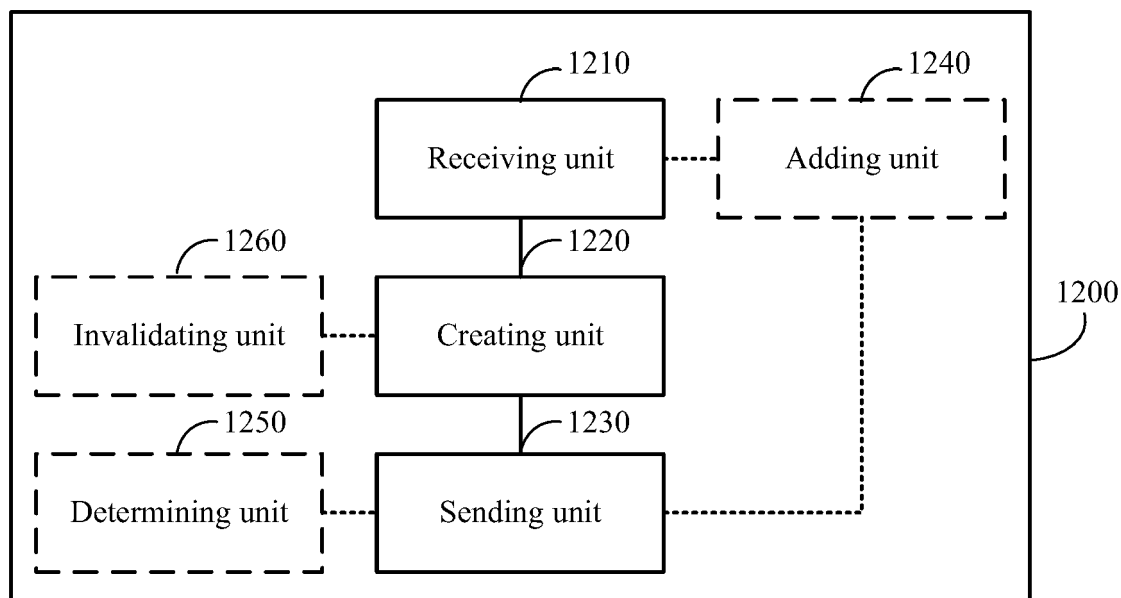 1210
1240
Receiving unit
Adding unit
1260
1220
1200
Invalidating unit
Creating unit
1250
1230
Determining unit
Sending unit